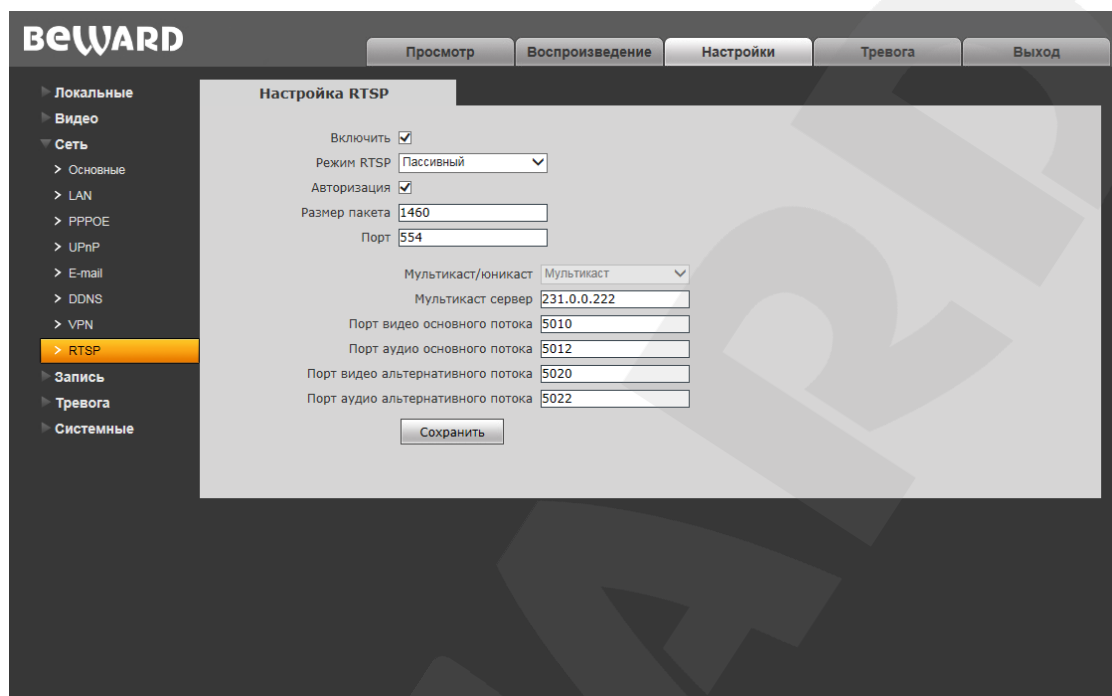 BEWARD
Просмотр
Воспроизведение
Настройки
Тревога
Выход
Локальные
Видео
Сеть
> Основные
> LAN
> PPPOE
> UPnP
> E-mail
> DDNS
> VPN
> RTSP
Запись
Тревога
Системные
Настройка RTSP
Включить
Режим RTSP Пассивный
Авторизация
Размер пакета 1460
Порт 554
Мультикаст/юникаст Мультикаст
Мультикаст сервер 231.0.0.222
Порт видео основного потока 5010
Порт аудио основного потока 5012
Порт видео альтернативного потока 5020
Порт аудио альтернативного потока 5022
Сохранить